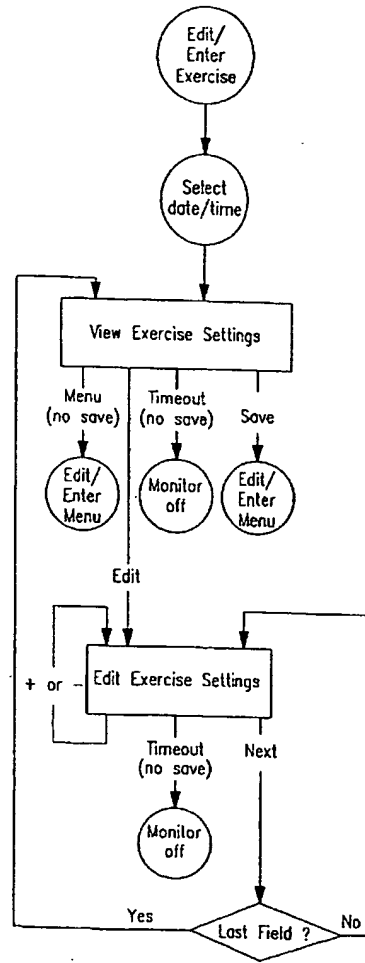 Edit/
Enter
Exercise
Select
date/time
View Exercise Settings
Menu
(no save)
Timeout
(no save)
Save
Edit/
Enter
Menu
Monitor
off
Edit/
Enter
Menu
Edit
+ or -
Edit Exercise Settings
Timeout
(no save)
Next
Monitor
off
Yes
Last Field ?
No